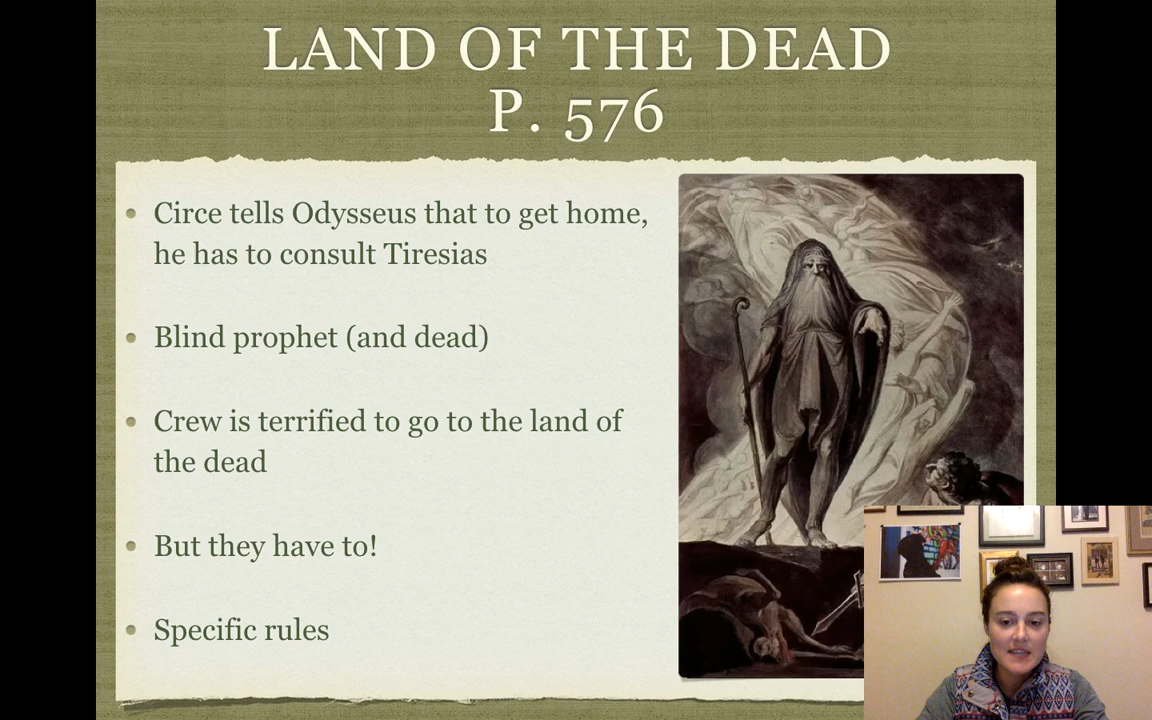 LAND OF THE DEAD
P. 576
• Circe tells Odysseus that to get home,
he has to consult Tiresias
• Blind prophet (and dead)
• Crew is terrified to go to the land of
the dead
• But they have to!
• Specific rules